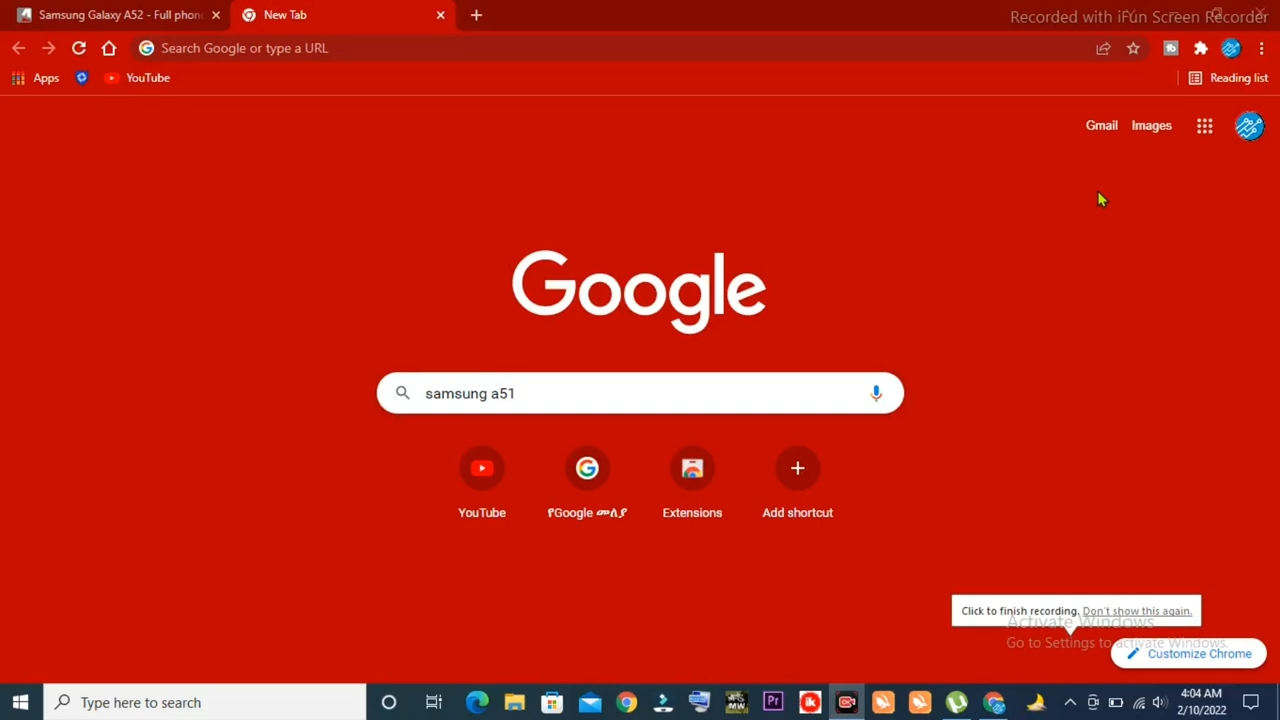 Samsung Galaxy A52 - Full phone
New Tab
Recorded with iFun Screen Recorder
Search Google or type a URL
Apps
YouTube
Reading list
Gmail
Images
Google
samsung a51
YouTube
የGoogle መለያ
Extensions
Add shortcut
Click to finish recording. Don't show this again.
Activate Windows
Go to Settings to activate Windows.
Customize Chrome
Type here to search
MW
Pr
4:04 AM
2/10/2022